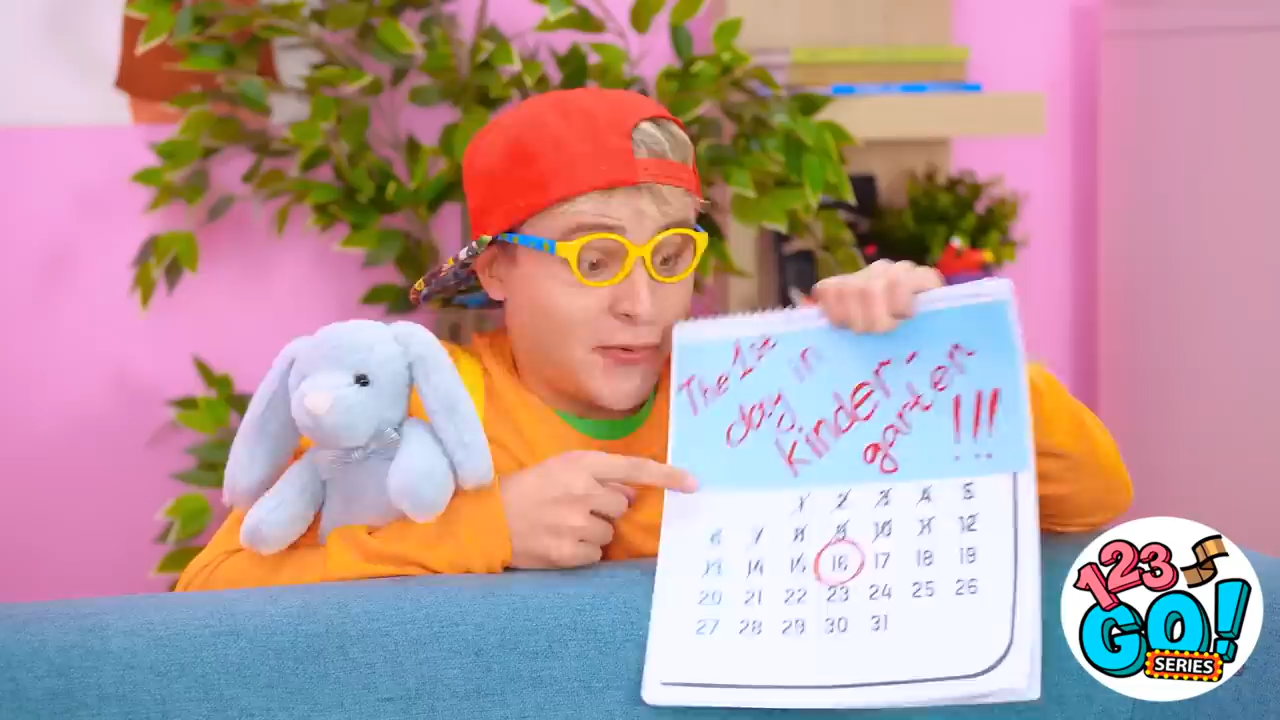 The 1st
day in
kinder-
garten
!!!
1 2 3 4 5
6 7 8 9 10 11 12
13 14 15 16 17 18 19
20 21 22 23 24 25 26
27 28 29 30 31
123
GO!
SERIES